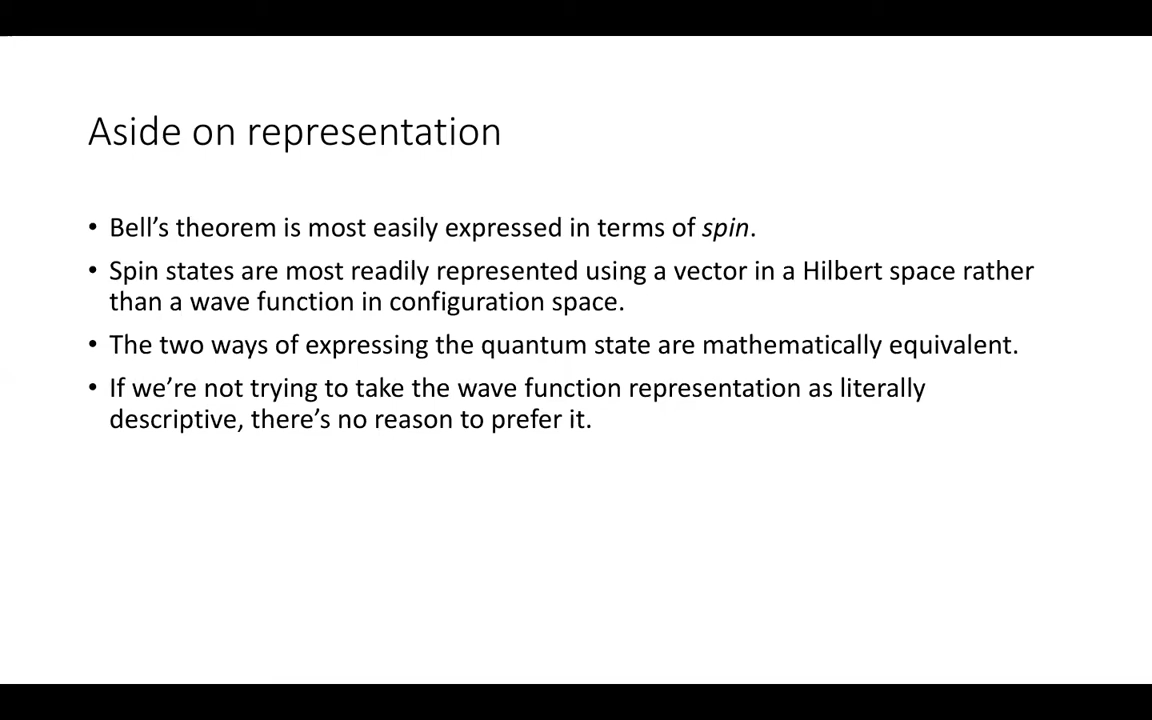 Aside on representation
• Bell’s theorem is most easily expressed in terms of spin.
• Spin states are most readily represented using a vector in a Hilbert space rather
than a wave function in configuration space.
• The two ways of expressing the quantum state are mathematically equivalent.
• If we’re not trying to take the wave function representation as literally
descriptive, there’s no reason to prefer it.